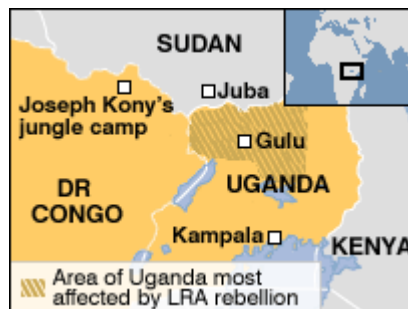 SUDAN
Juba
Joseph Kony's
jungle camp
Gulu
DR
CONGO
UGANDA
Kampala
KENYA
Area of Uganda most
affected by LRA rebellion